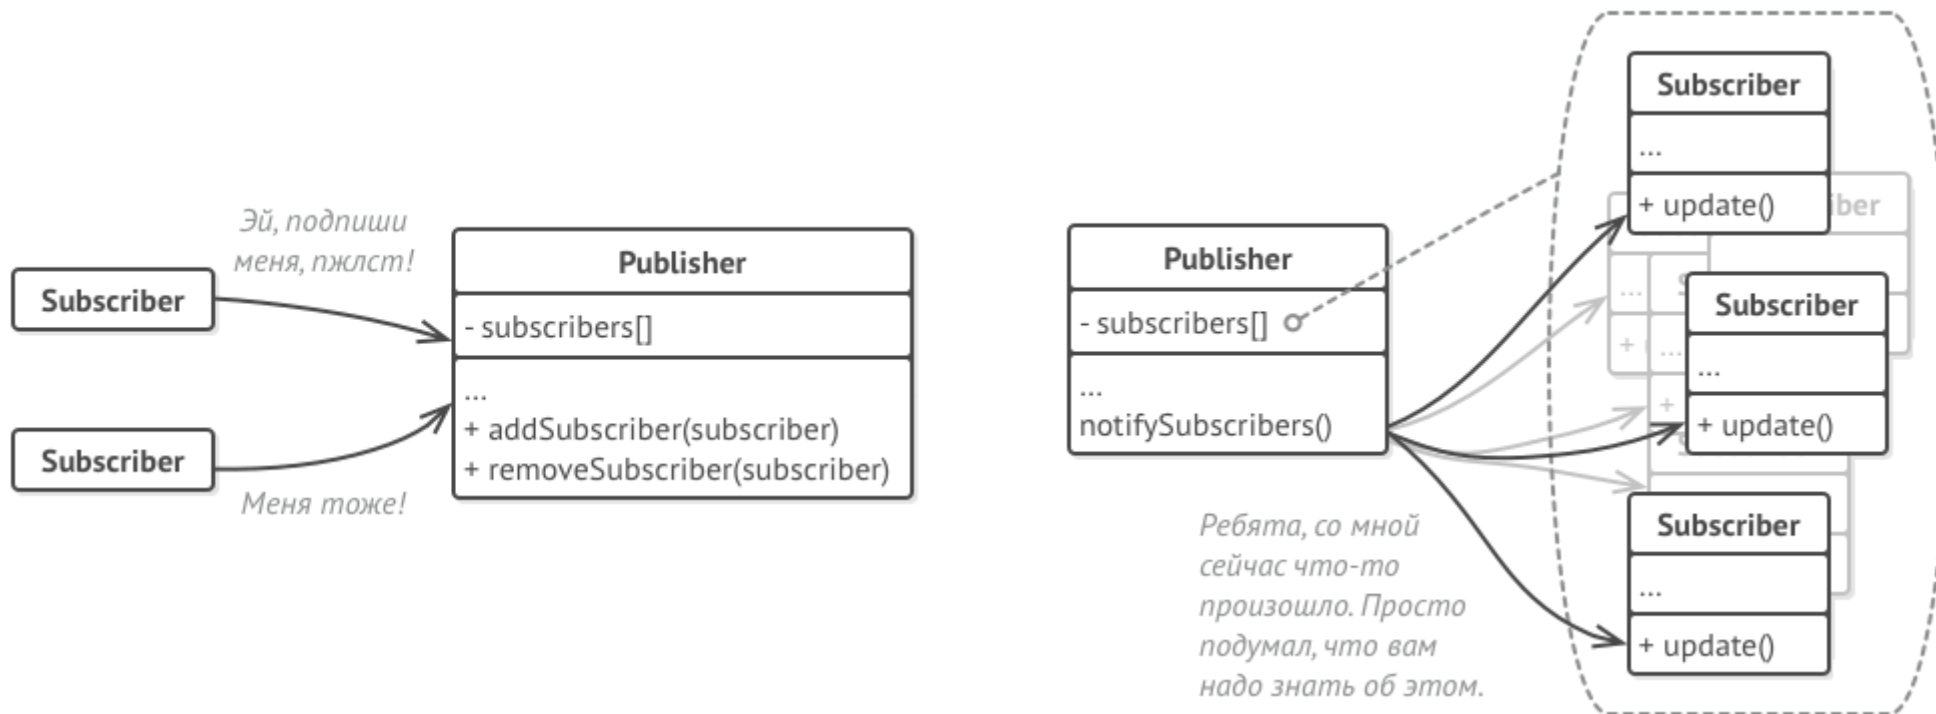 Эй, подпиши
меня, пжлст!
Subscriber
Subscriber
Меня тоже!
Publisher
- subscribers[]
...
+ addSubscriber(subscriber)
+ removeSubscriber(subscriber)
Publisher
- subscribers[]
...
notifySubscribers()
Ребята, со мной
сейчас что-то
произошло. Просто
подумал, что вам
надо знать об этом.
Subscriber
...
+ update()
iber
...
+
...
+
Subscriber
...
+ update()
Subscriber
...
+ update()